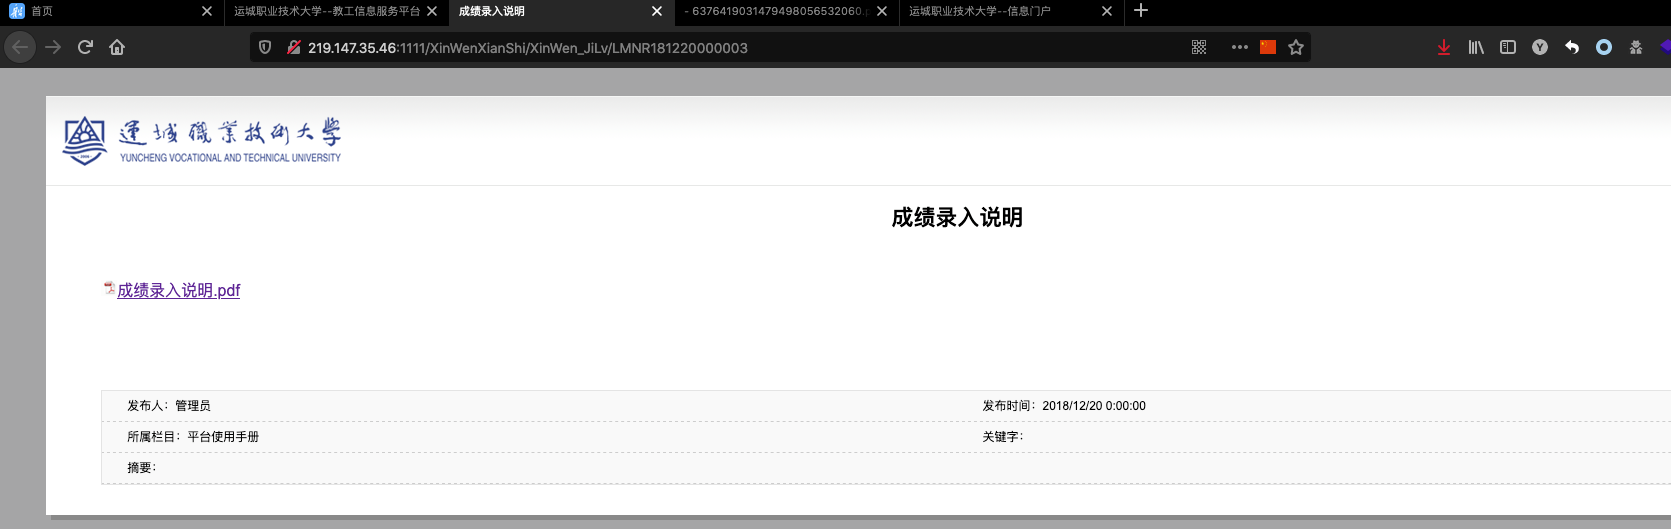 首页
运城职业技术大学--教工信息服务平台
成绩录入说明
- 6376419031479498056532060.p
运城职业技术大学--信息门户
219.147.35.46:1111/XinWenXianShi/XinWen_JiLv/LMNR181220000003
運城職業技術大學
YUNCHENG VOCATIONAL AND TECHNICAL UNIVERSITY
成绩录入说明
成绩录入说明.pdf
发布人：管理员
发布时间：2018/12/20 0:00:00
所属栏目：平台使用手册
关键字：
摘要：